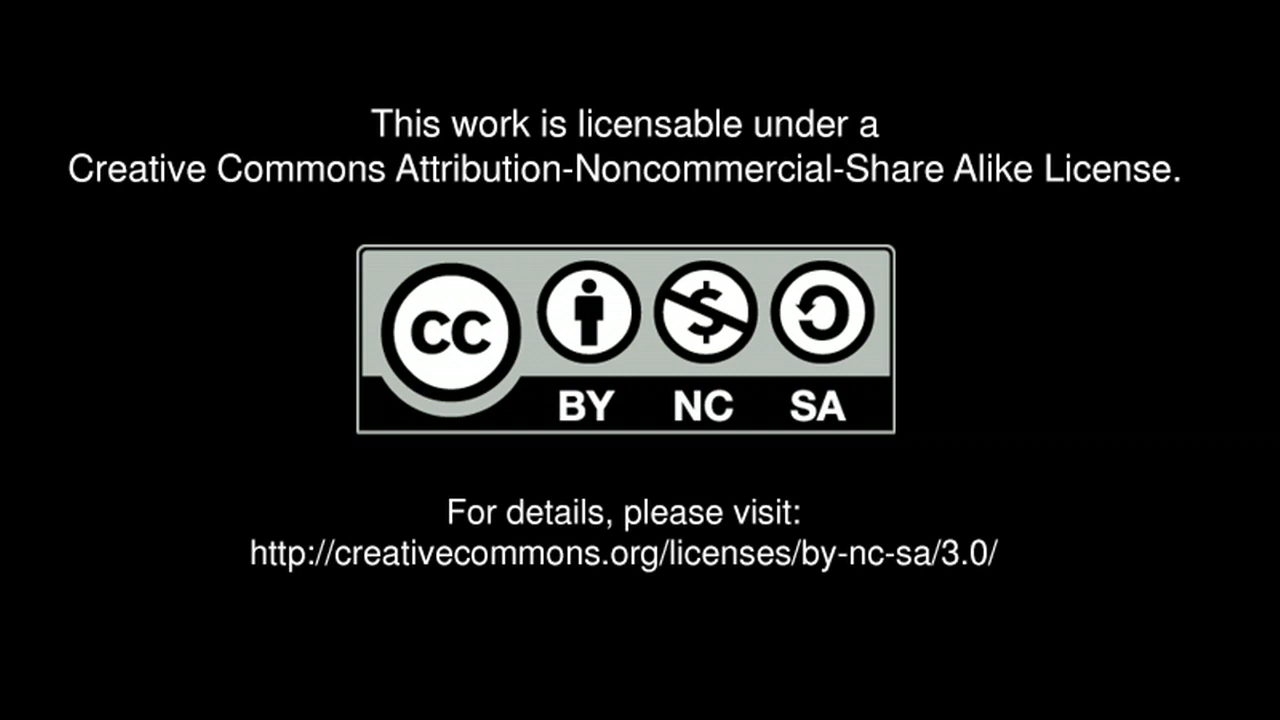 This work is licensable under a
Creative Commons Attribution-Noncommercial-Share Alike License.
CC
BY NC SA
For details, please visit:
http://creativecommons.org/licenses/by-nc-sa/3.0/